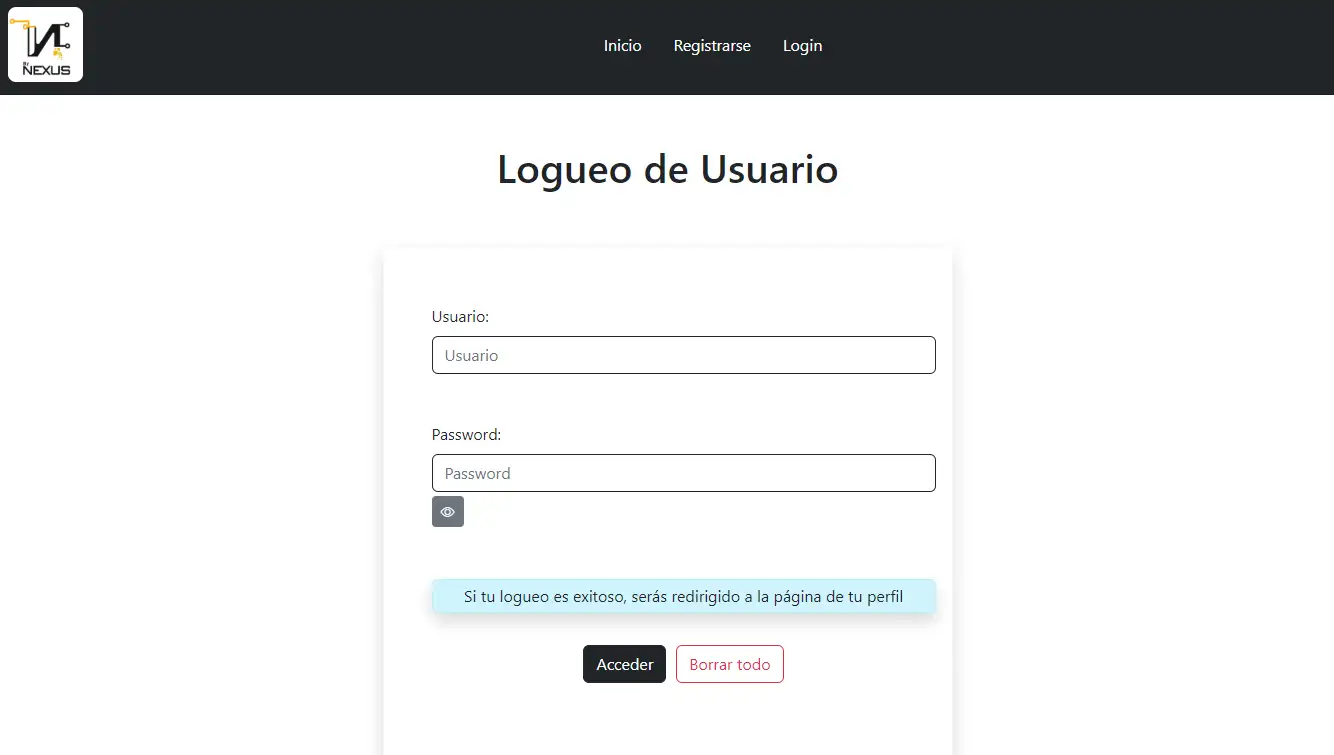 BY
NEXUS
Inicio Registrarse Login
Logueo de Usuario
Usuario:
Usuario
Password:
Password
Si tu logueo es exitoso, serás redirigido a la página de tu perfil
Acceder Borrar todo